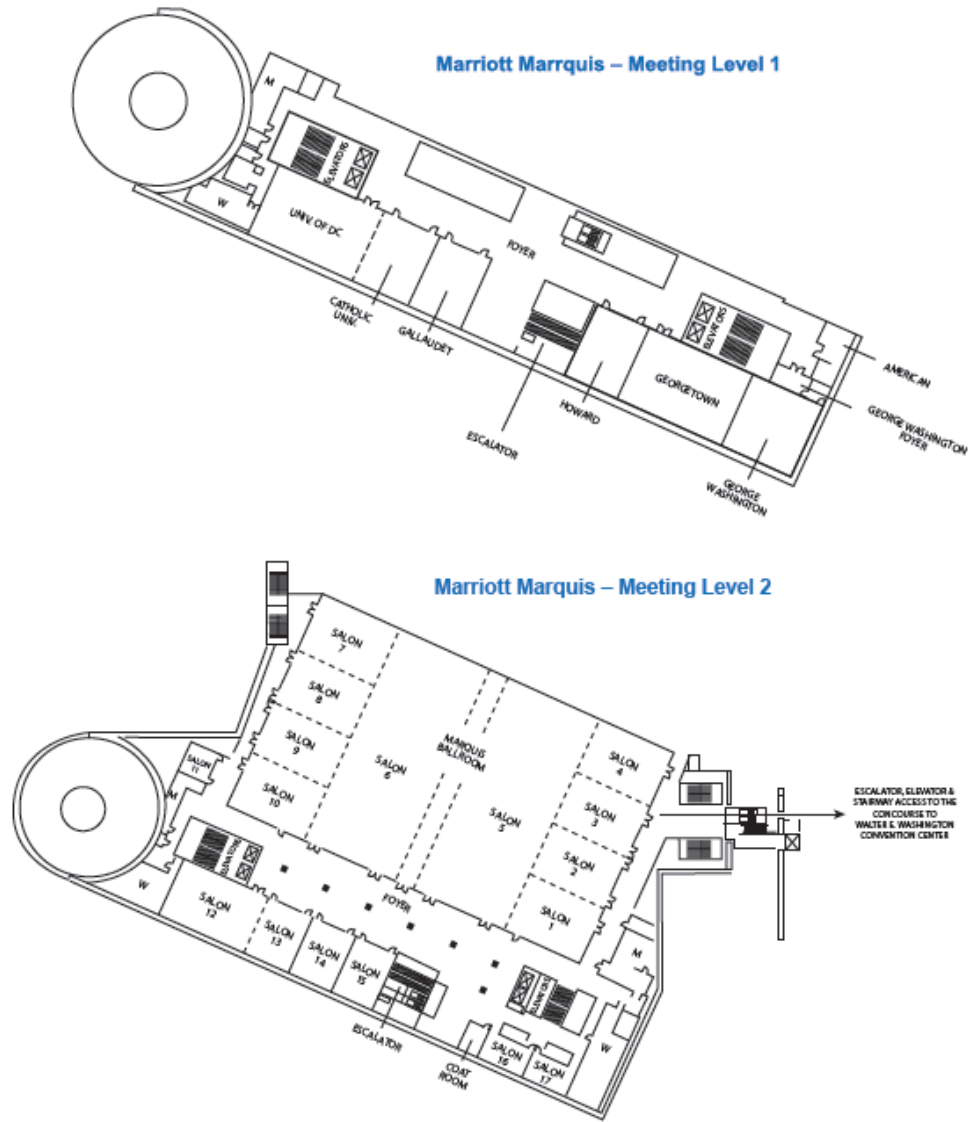 Marriott Marrquis – Meeting Level 1
M
ELEVATORS
W
UNIV. OF DC
FOYER
CATHOLIC
UNIV.
GALLAUDET
ELEVATORS
AMERICAN
GEORGETOWN
HOWARD
ESCALATOR
GEORGE WASHINGTON
FOYER
GEORGE
WASHINGTON
Marriott Marquis – Meeting Level 2
SALON
7
SALON
8
SALON
9
SALON
10
SALON
11
M
SALON
6
MARQUIS
BALLROOM
SALON
5
SALON
4
SALON
3
SALON
2
SALON
1
ESCALATOR, ELEVATOR &
STAIRWAY ACCESS TO THE
CONCOURSE TO
WALTER E. WASHINGTON
CONVENTION CENTER
ELEVATORS
W
FOYER
SALON
12
SALON
13
SALON
14
SALON
15
ESCALATOR
COAT
ROOM
ELEVATORS
SALON
16
SALON
17
M
W